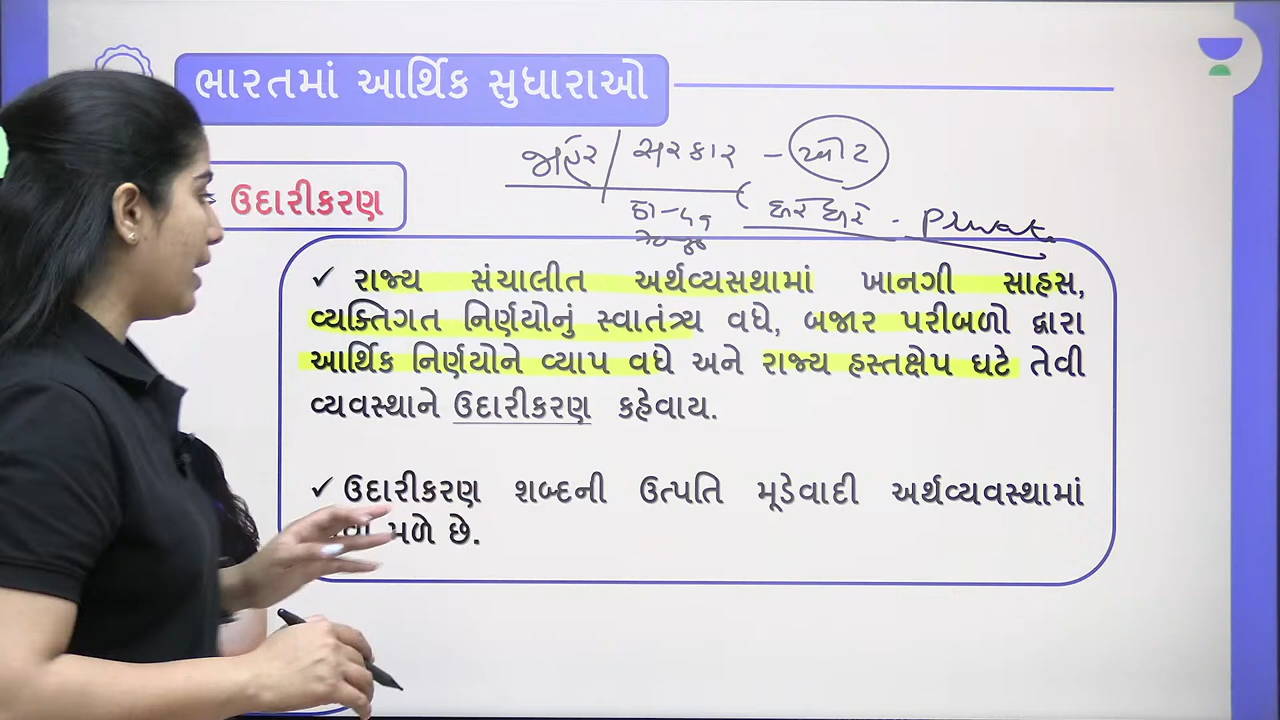 ભારતમાં આર્થિક સુધારાઓ
જાહેર / સરકાર - ખોટ
ઉદારીકરણ
ધીરે ધીરે - Private
✓ રાજ્ય સંચાલીત અર્થવ્યસથામાં ખાનગી સાહસ,
વ્યક્તિગત નિર્ણયોનું સ્વાતંત્ર્ય વધે, બજાર પરીબળો દ્વારા
આર્થિક નિર્ણયોને વ્યાપ વધે અને રાજ્ય હસ્તક્ષેપ ઘટે તેવી
વ્યવસ્થાને ઉદારીકરણ કહેવાય.
✓ ઉદારીકરણ શબ્દની ઉત્પતિ મૂડેવાદી અર્થવ્યવસ્થામાં
મળે છે.